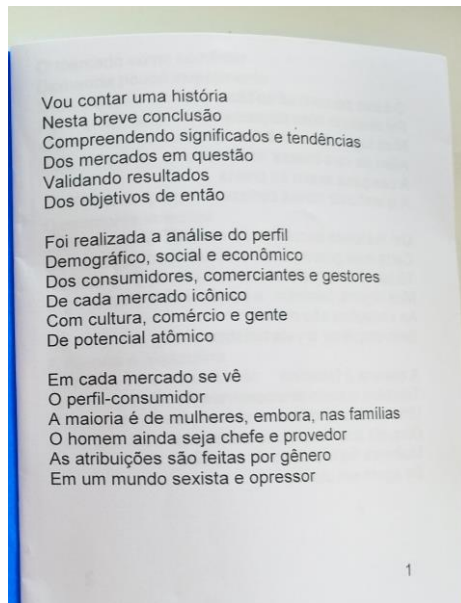 Vou contar uma história
Nesta breve conclusão
Compreendendo significados e tendências
Dos mercados em questão
Validando resultados
Dos objetivos de então
Foi realizada a análise do perfil
Demográfico, social e econômico
Dos consumidores, comerciantes e gestores
De cada mercado icônico
Com cultura, comércio e gente
De potencial atômico
Em cada mercado se vê
O perfil-consumidor
A maioria é de mulheres, embora, nas famílias
O homem ainda seja chefe e provedor
As atribuições são feitas por gênero
Em um mundo sexista e opressor
1